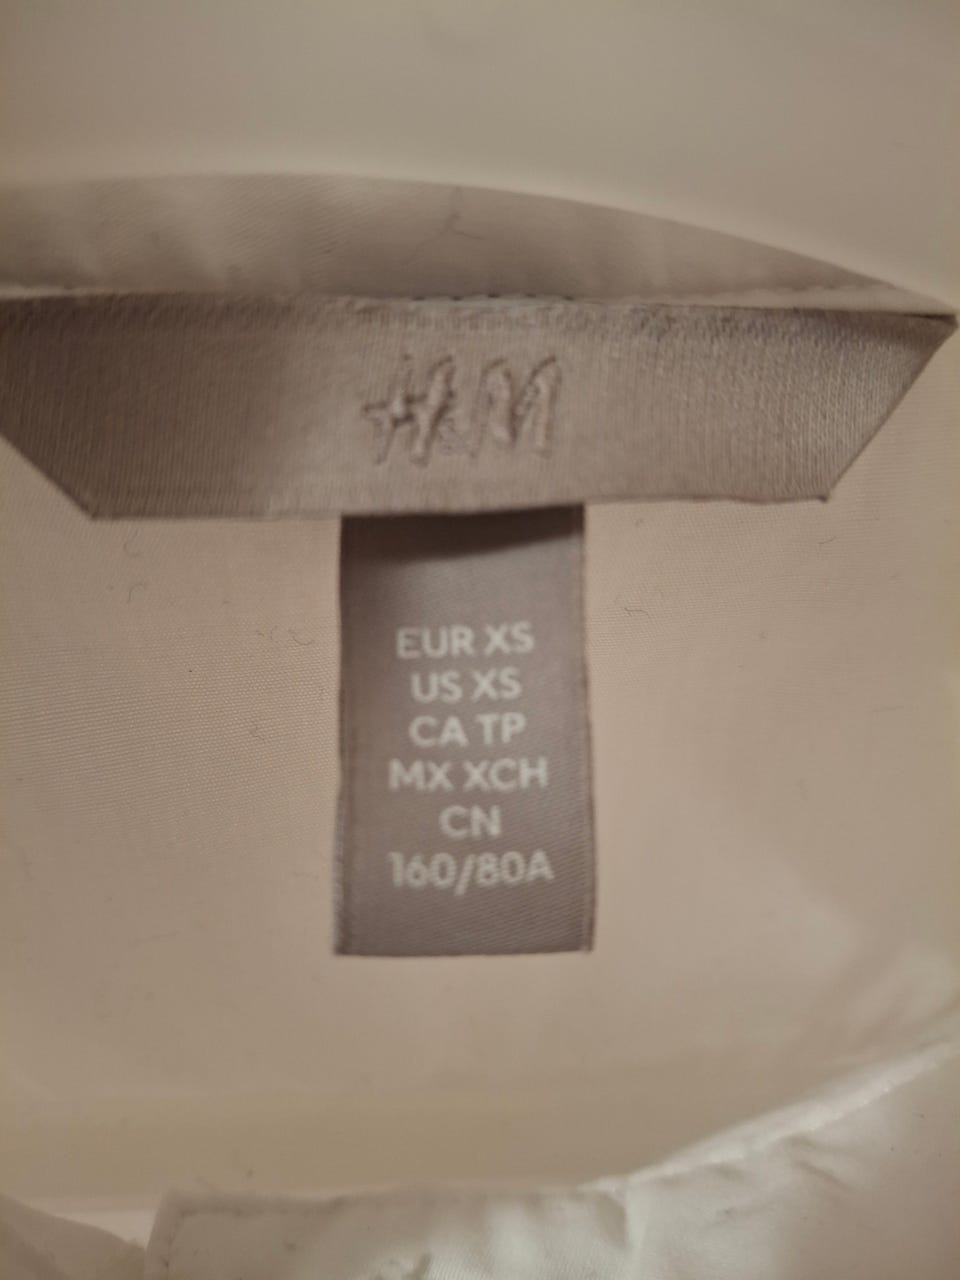 H&M
EUR XS
US XS
CA TP
MX XCH
CN
160/80A